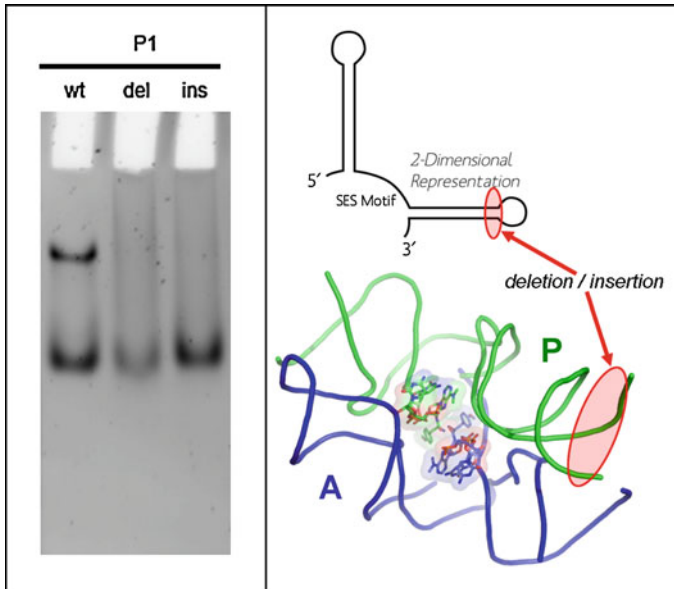 P1
wt del ins
2-Dimensional
Representation
5′
SES Motif
3′
deletion / insertion
P
A